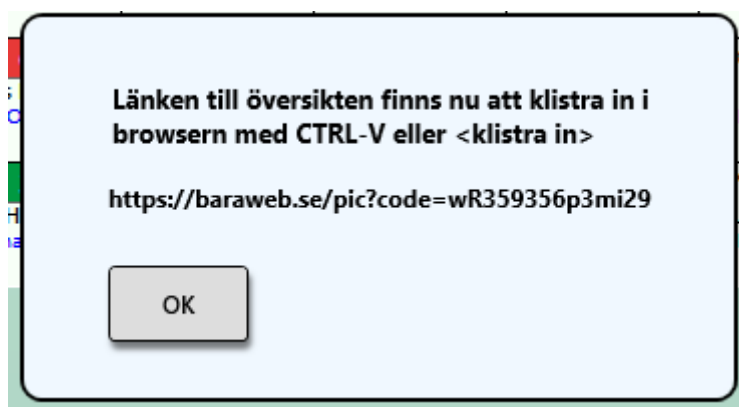 Länken till översikten finns nu att klistra in i
browsern med CTRL-V eller <klistra in>
https://baraweb.se/pic?code=wR359356p3mi29
OK